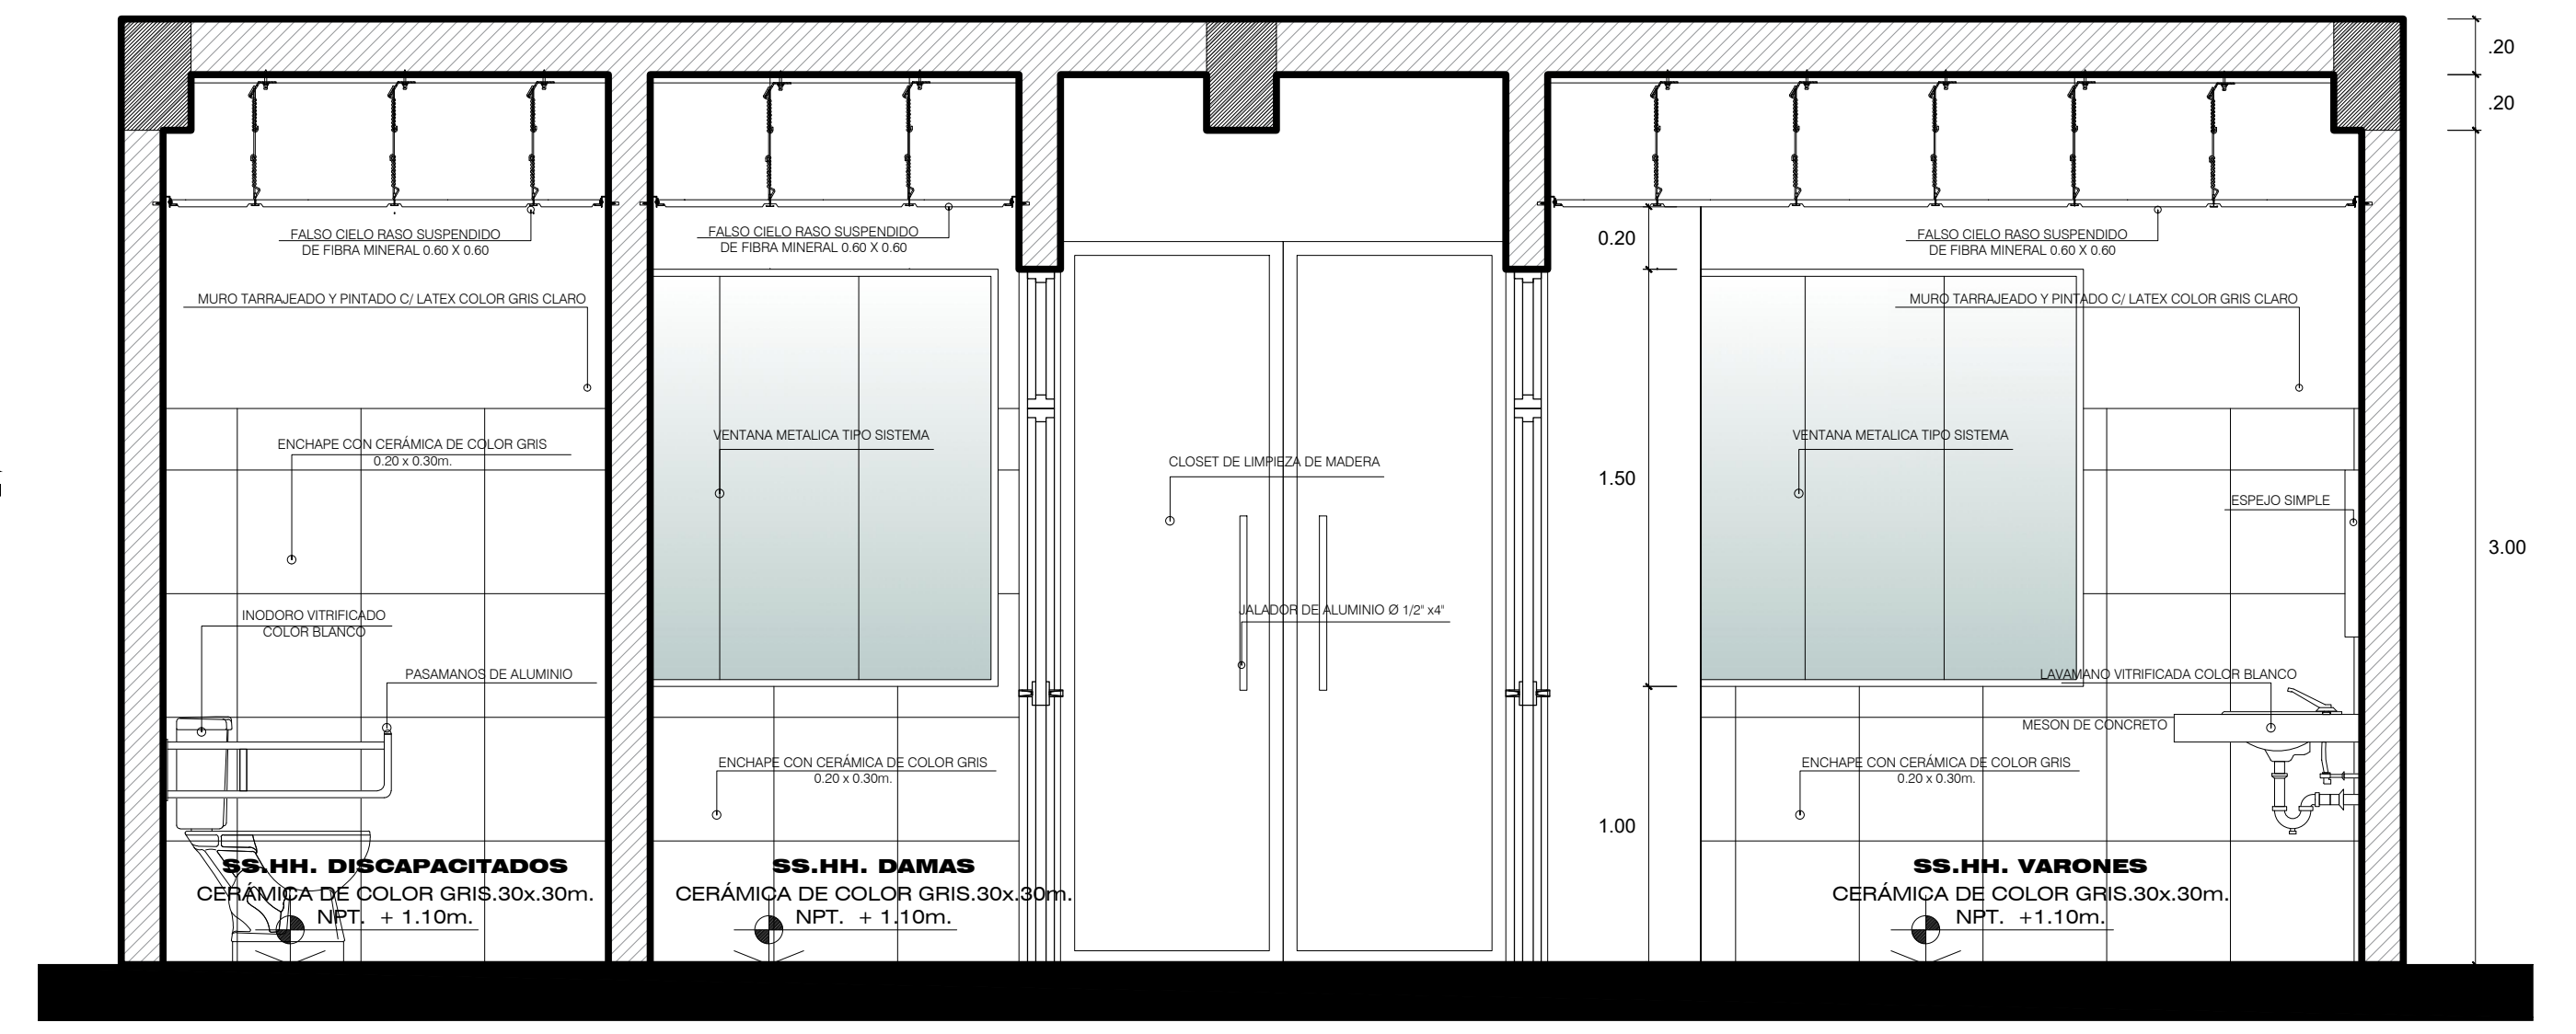 .20
.20
FALSO CIELO RASO SUSPENDIDO
DE FIBRA MINERAL 0.60 X 0.60
FALSO CIELO RASO SUSPENDIDO
DE FIBRA MINERAL 0.60 X 0.60
0.20
FALSO CIELO RASO SUSPENDIDO
DE FIBRA MINERAL 0.60 X 0.60
MURO TARRAJEADO Y PINTADO C/ LATEX COLOR GRIS CLARO
MURO TARRAJEADO Y PINTADO C/ LATEX COLOR GRIS CLARO
ENCHAPE CON CERÁMICA DE COLOR GRIS
0.20 x 0.30m.
VENTANA METALICA TIPO SISTEMA
CLOSET DE LIMPIEZA DE MADERA
1.50
VENTANA METALICA TIPO SISTEMA
ESPEJO SIMPLE
3.00
INODORO VITRIFICADO
COLOR BLANCO
JALADOR DE ALUMINIO Ø 1/2" x4"
PASAMANOS DE ALUMINIO
LAVAMANO VITRIFICADA COLOR BLANCO
MESON DE CONCRETO
ENCHAPE CON CERÁMICA DE COLOR GRIS
0.20 x 0.30m.
ENCHAPE CON CERÁMICA DE COLOR GRIS
0.20 x 0.30m.
1.00
SS.HH. DISCAPACITADOS
CERÁMICA DE COLOR GRIS.30x.30m.
NPT. + 1.10m.
SS.HH. DAMAS
CERÁMICA DE COLOR GRIS.30x.30m.
NPT. + 1.10m.
SS.HH. VARONES
CERÁMICA DE COLOR GRIS.30x.30m.
NPT. +1.10m.